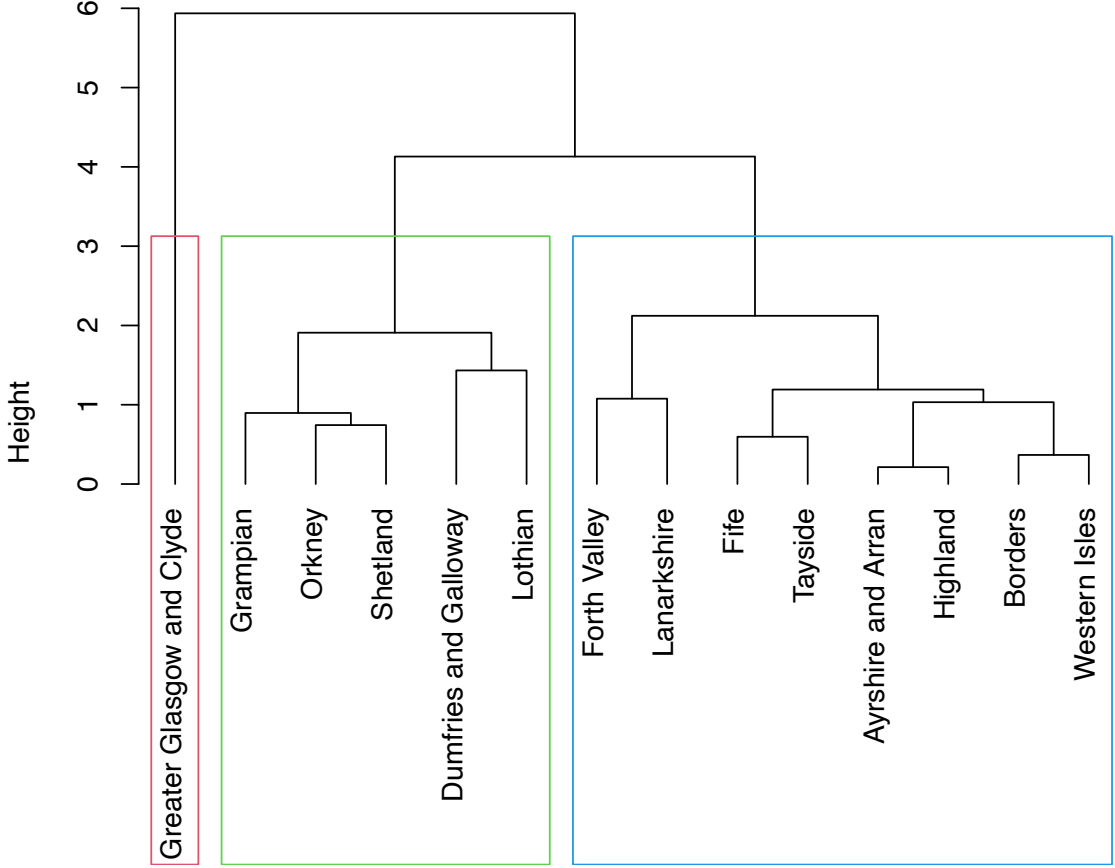 Height
6
5
4
3
2
1
0
Greater Glasgow and Clyde
Grampian
Orkney
Shetland
Dumfries and Galloway
Lothian
Forth Valley
Lanarkshire
Fife
Tayside
Ayrshire and Arran
Highland
Borders
Western Isles